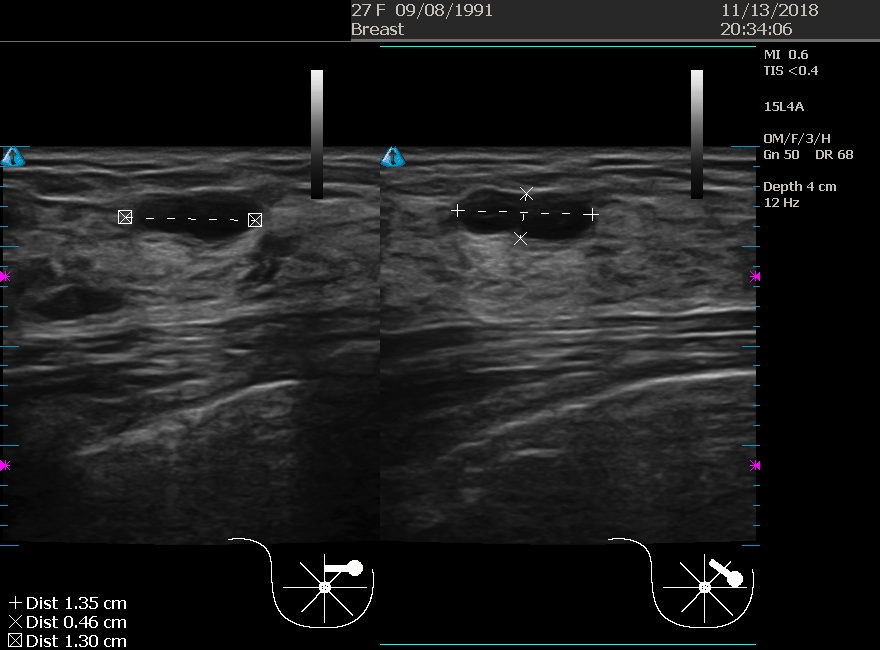 27 F 09/08/1991 11/13/2018
Breast 20:34:06
MI 0.6
TIS <0.4
15L4A
OM/F/3/H
Gn 50 DR 68
Depth 4 cm
12 Hz
Dist 1.35 cm
Dist 0.46 cm
Dist 1.30 cm